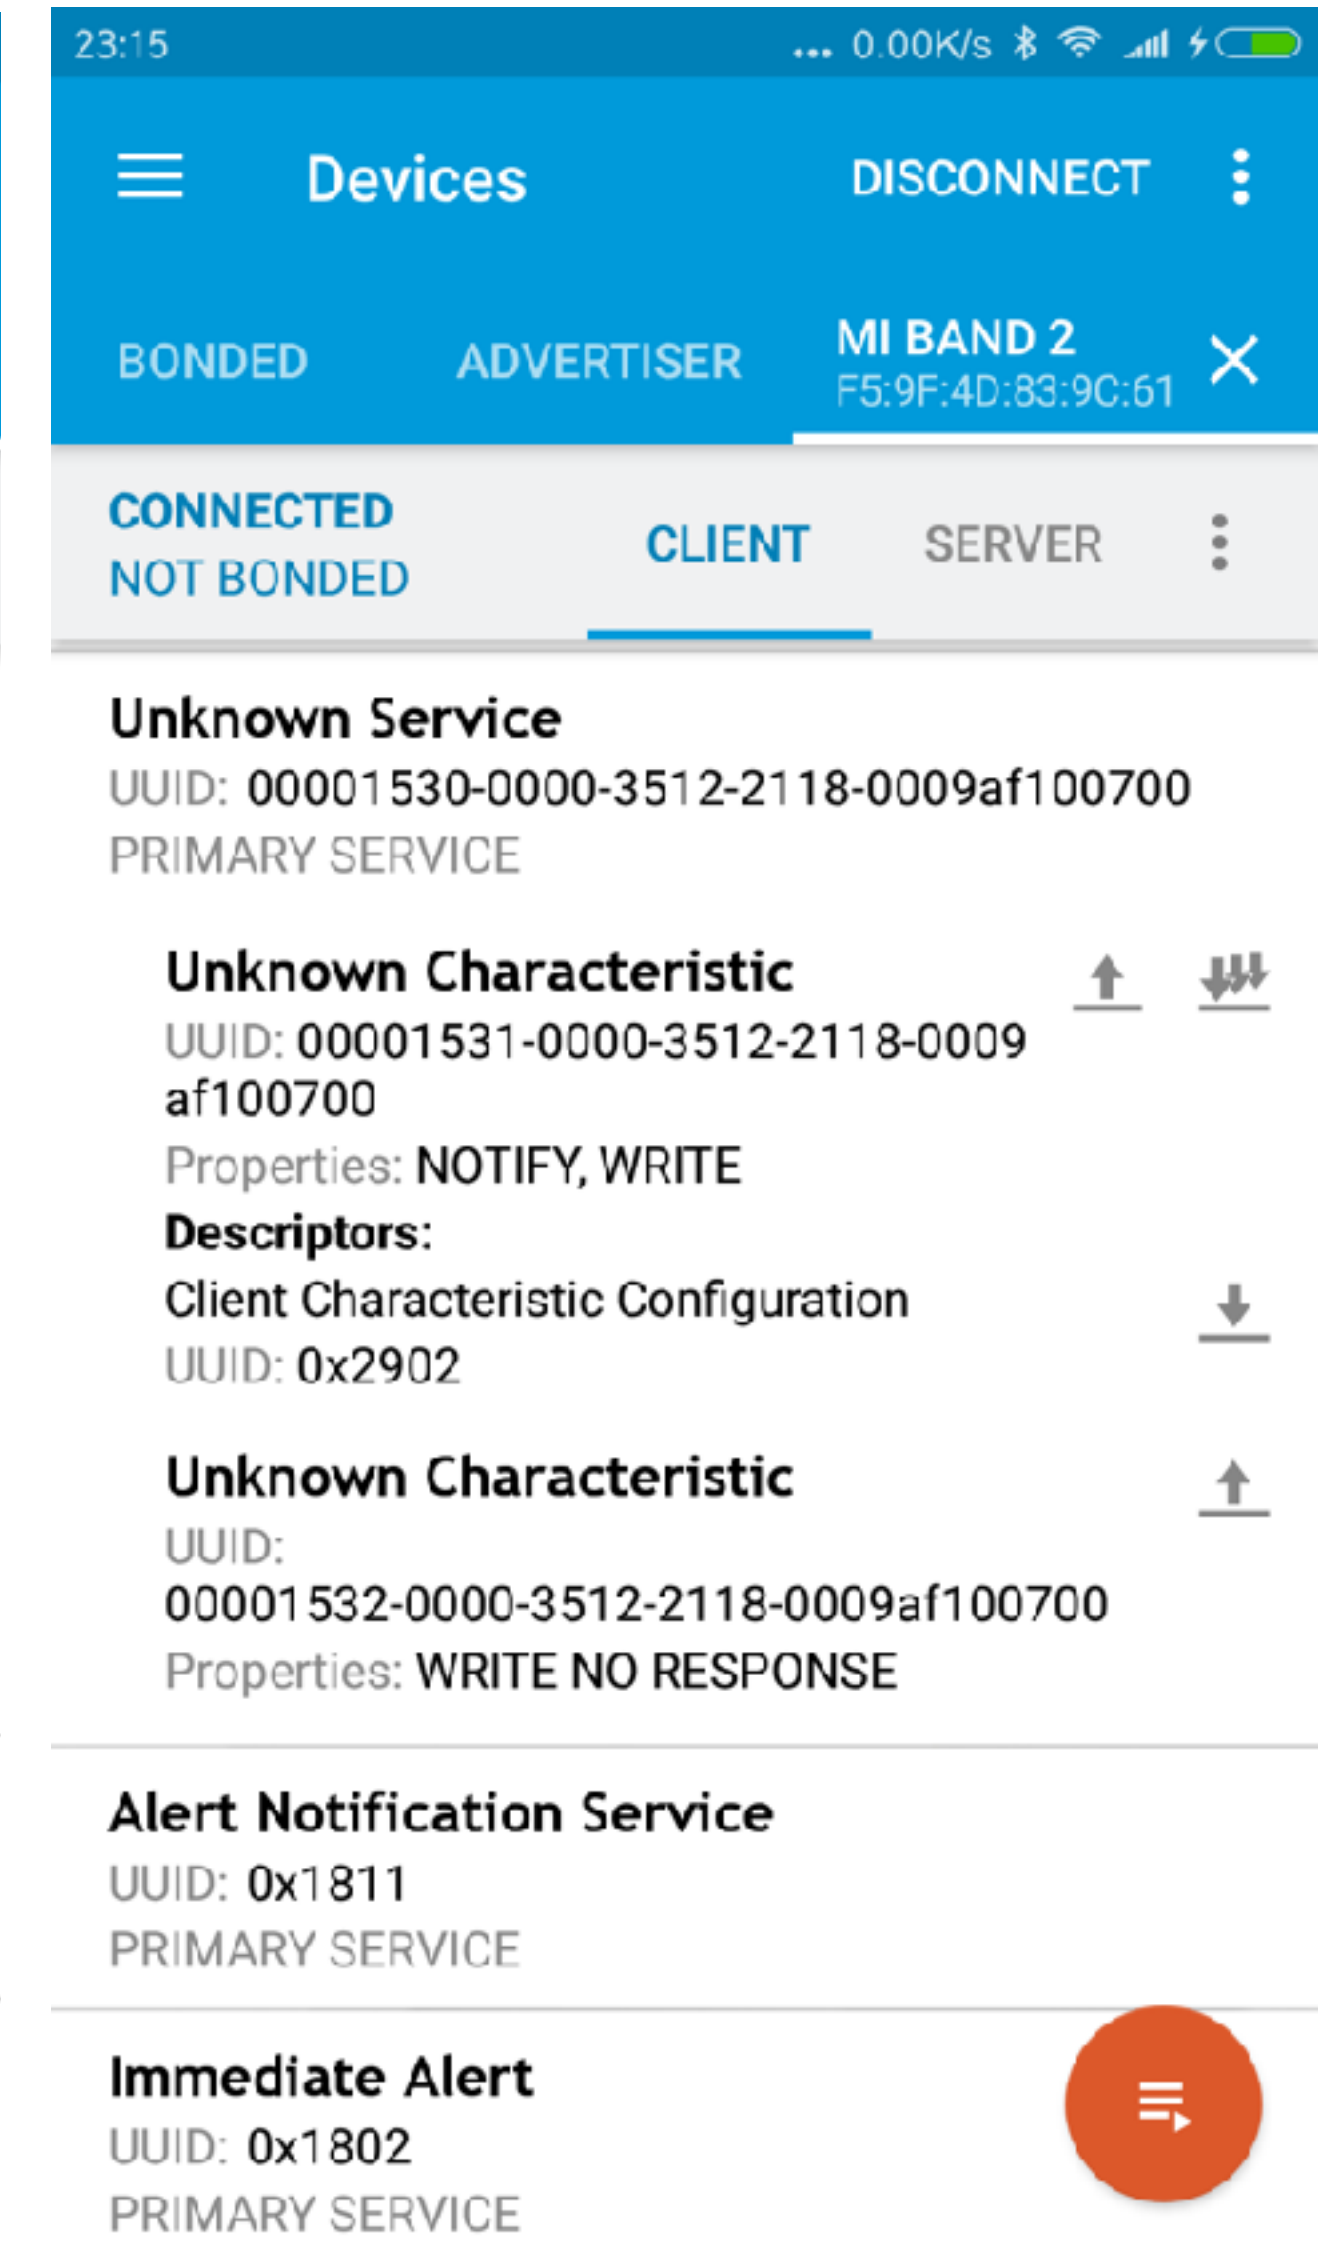 23:15 ... 0.00K/s
Devices DISCONNECT
BONDED ADVERTISER MI BAND 2
F5:9F:4D:83:9C:61
CONNECTED
NOT BONDED
CLIENT SERVER
Unknown Service
UUID: 00001530-0000-3512-2118-0009af100700
PRIMARY SERVICE
Unknown Characteristic
UUID: 00001531-0000-3512-2118-0009
af100700
Properties: NOTIFY, WRITE
Descriptors:
Client Characteristic Configuration
UUID: 0x2902
Unknown Characteristic
UUID:
00001532-0000-3512-2118-0009af100700
Properties: WRITE NO RESPONSE
Alert Notification Service
UUID: 0x1811
PRIMARY SERVICE
Immediate Alert
UUID: 0x1802
PRIMARY SERVICE